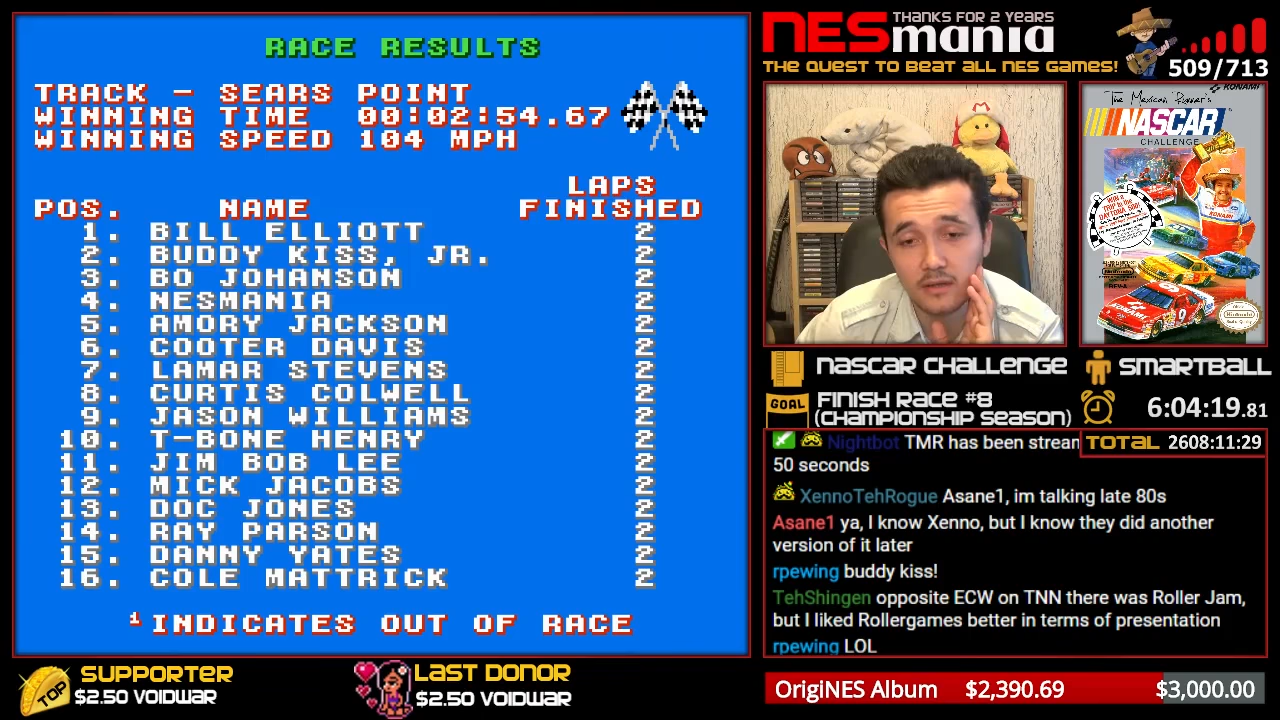 RACE RESULTS
TRACK - SEARS POINT
WINNING TIME 00:02:54.67
WINNING SPEED 104 MPH
LAPS
POS. NAME FINISHED
1. BILL ELLIOTT 2
2. BUDDY KISS, JR. 2
3. BO JOHANSON 2
4. NESMANIA 2
5. AMORY JACKSON 2
6. COOTER DAVIS 2
7. LAMAR STEVENS 2
8. CURTIS COLWELL 2
9. JASON WILLIAMS 2
10. T-BONE HENRY 2
11. JIM BOB LEE 2
12. MICK JACOBS 2
13. DOC JONES 2
14. RAY PARSON 2
15. DANNY YATES 2
16. COLE MATTRICK 2
¹INDICATES OUT OF RACE
TOP
SUPPORTER
$2.50 VOIDWAR
LAST DONOR
$2.50 VOIDWAR
NESmania
THANKS FOR 2 YEARS
THE QUEST TO BEAT ALL NES GAMES!
509/713
KONAMI
The Mexican Runner's
NASCAR
CHALLENGE
KONAMI
NASCAR CHALLENGE
SMARTBALL
GOAL
FINISH RACE #8
(CHAMPIONSHIP SEASON)
6:04:19.81
TOTAL 2608:11:29
Nightbot TMR has been strean
50 seconds
XennoTehRogue Asane1, im talking late 80s
Asane1 ya, I know Xenno, but I know they did another
version of it later
rpewing buddy kiss!
TehShingen opposite ECW on TNN there was Roller Jam,
but I liked Rollergames better in terms of presentation
rpewing LOL
OrigiNES Album $2,390.69 $3,000.00